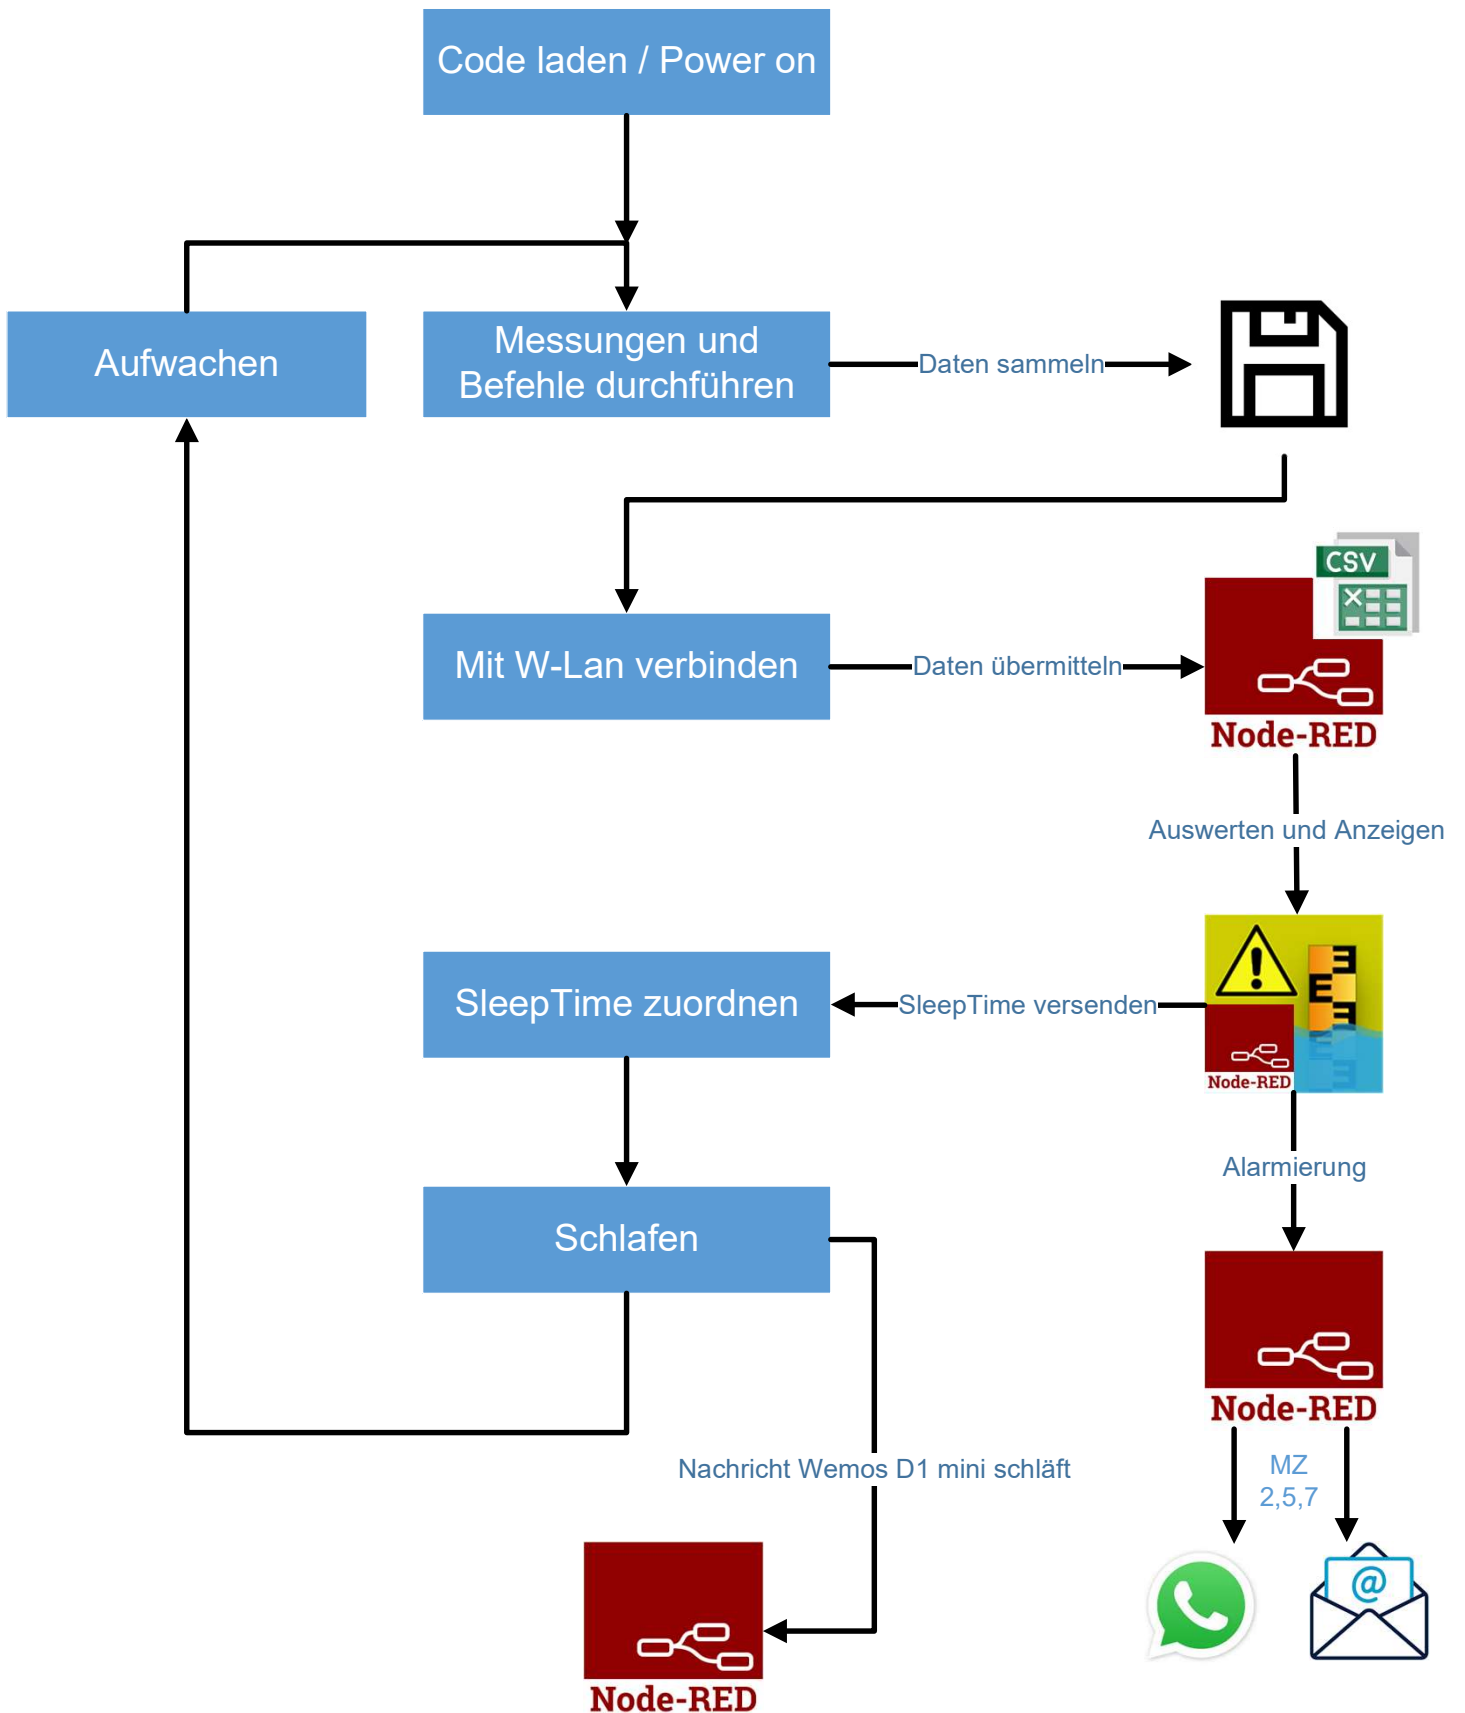 Code laden / Power on
Aufwachen
Messungen und
Befehle durchführen
Daten sammeln
CSV
Mit W-Lan verbinden
Daten übermitteln
Node-RED
Auswerten und Anzeigen
SleepTime zuordnen
SleepTime versenden
Node-RED
Alarmierung
Schlafen
Node-RED
Nachricht Wemos D1 mini schläft
MZ
2,5,7
@
Node-RED